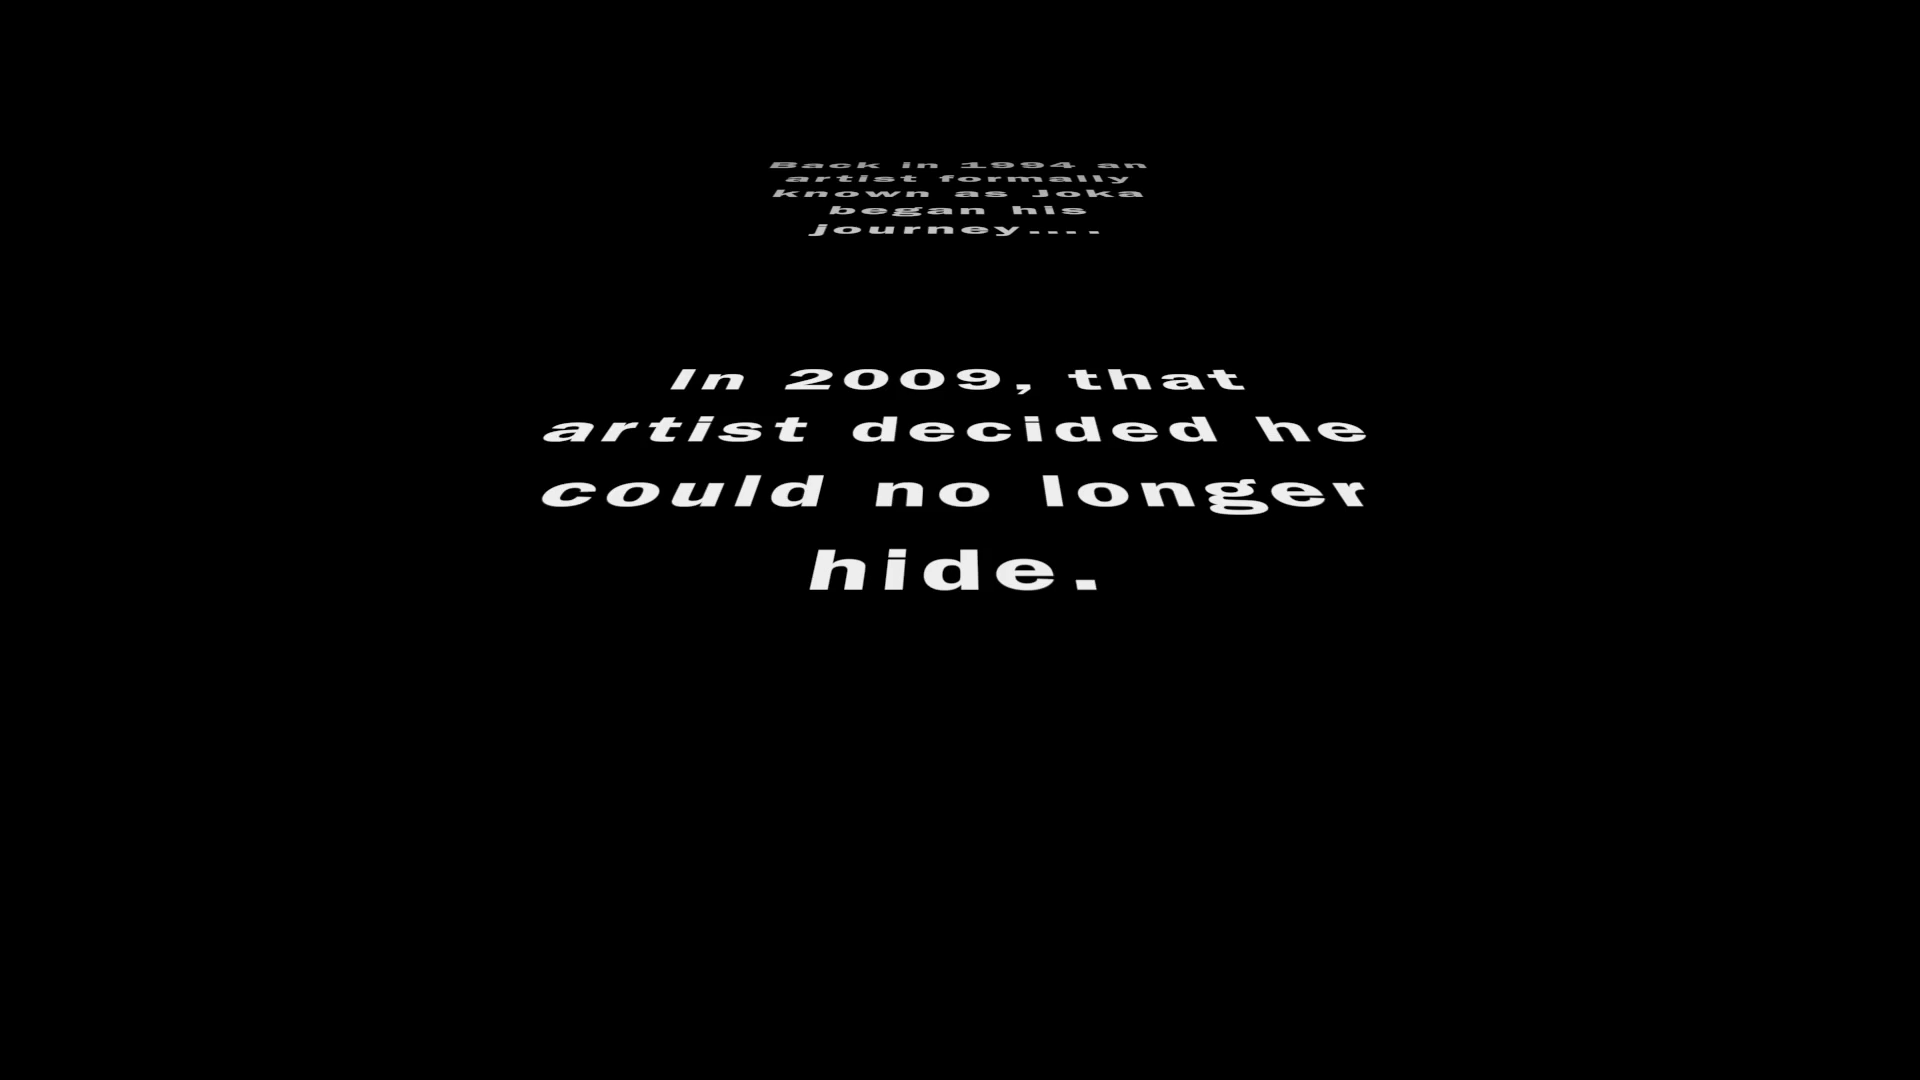 Back in 1994 an
artist formally
known as Joka
began his
journey....
In 2009, that
artist decided he
could no longer
hide.